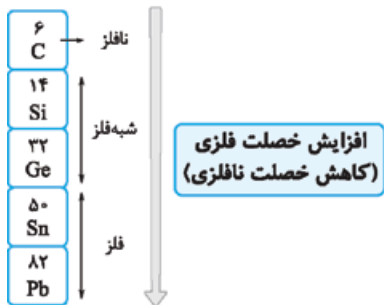 ۶
C
نافلز
۱۴
Si
شبه‌فلز
۳۲
Ge
۵۰
Sn
فلز
۸۲
Pb
افزایش خصلت فلزی
(کاهش خصلت نافلزی)